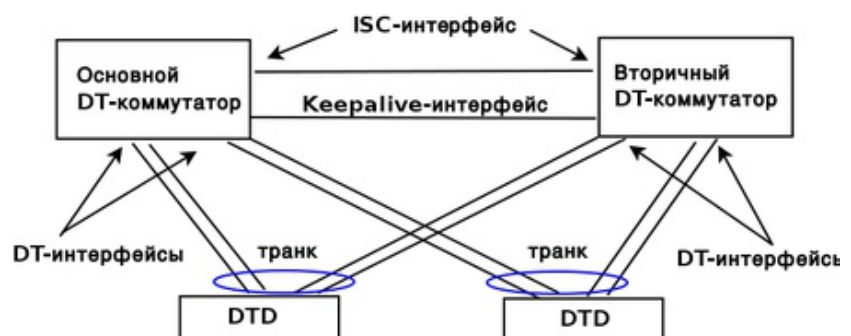 ISC-интерфейс
Основной
DT-коммутатор
Вторичный
DT-коммутатор
Keepalive-интерфейс
DT-интерфейсы
транк
транк
DT-интерфейсы
DTD
DTD